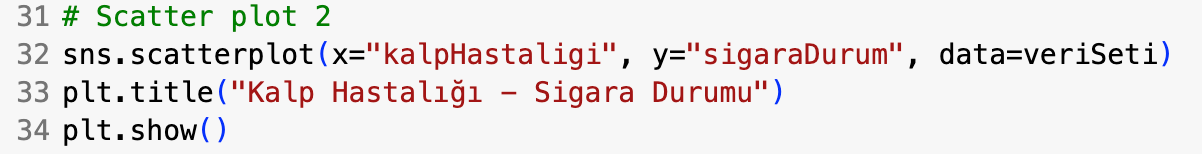 31 # Scatter plot 2
32 sns.scatterplot(x="kalpHastaligi", y="sigaraDurum", data=veriSeti)
33 plt.title("Kalp Hastalığı – Sigara Durumu")
34 plt.show()